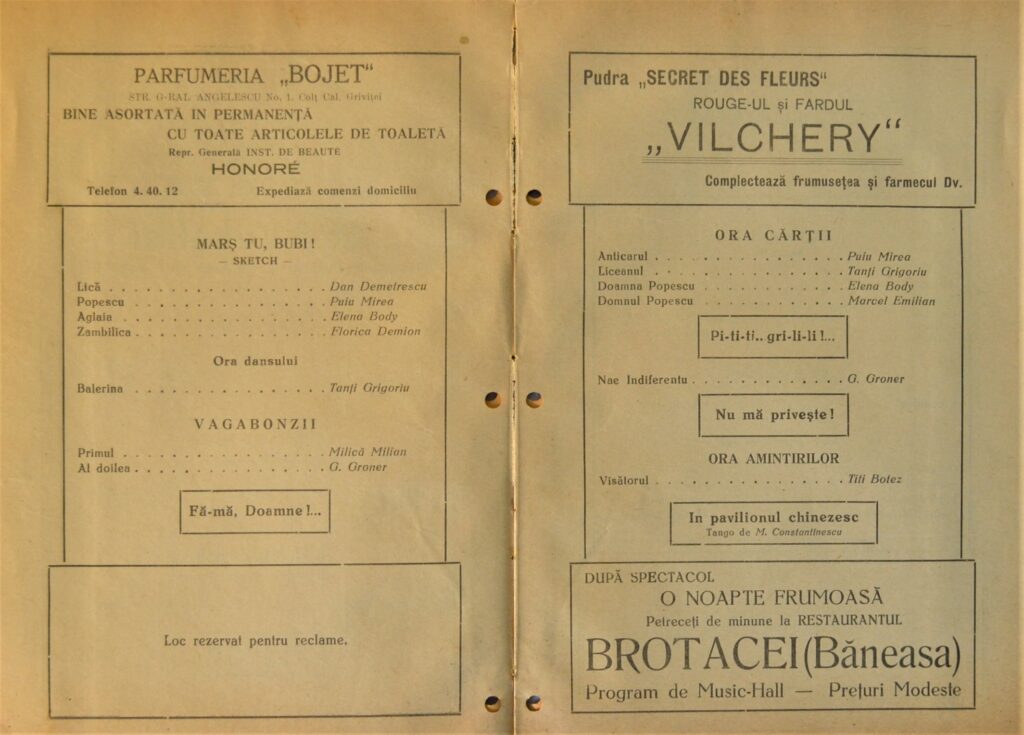 PARFUMERIA „BOJET“
STR. G-RAL ANGELESCU No. 1, Colț Cal. Griviței
BINE ASORTATĂ IN PERMANENȚĂ
CU TOATE ARTICOLELE DE TOALETĂ
Repr. Generală INST. DE BEAUTE
HONORÉ
Telefon 4. 40. 12 Expediază comenzi domiciliu
MARȘ TU, BUBI!
— SKETCH —
Lică . . . . . . . . . . . . . . . . . Dan Demetrescu
Popescu . . . . . . . . . . . . . . . Puiu Mirea
Aglaia . . . . . . . . . . . . . . . . Elena Body
Zambilica . . . . . . . . . . . . . . . Florica Demion
Ora dansului
Balerina . . . . . . . . . . . . . . . Tanți Grigoriu
VAGABONZII
Primul . . . . . . . . . . . . . . . . Milică Milian
Al doilea . . . . . . . . . . . . . . . G. Groner
Fă-mă, Doamne!...
Loc rezervat pentru reclame.
Pudra „SECRET DES FLEURS“
ROUGE-UL și FARDUL
„VILCHERY“
Complectează frumusețea și farmecul Dv.
ORA CĂRȚII
Anticarul . . . . . . . . . . . . . . . Puiu Mirea
Liceanul . . . . . . . . . . . . . . . Tanți Grigoriu
Doamna Popescu . . . . . . . . . . . . Elena Body
Domnul Popescu . . . . . . . . . . . . Marcel Emilian
Pi-ti-ti.. gri-li-li!...
Nae Indiferentu . . . . . . . . . . . . G. Groner
Nu mă privește!
ORA AMINTIRILOR
Visătorul . . . . . . . . . . . . . . . Titi Botez
In pavilionul chinezesc
Tango de M. Constantinescu
DUPĂ SPECTACOL
O NOAPTE FRUMOASĂ
Petreceți de minune la RESTAURANTUL
BROTACEI (Băneasa)
Program de Music-Hall — Prețuri Modeste